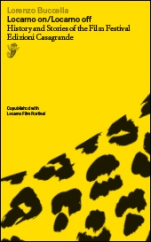 Lorenzo Buccella
Locarno on/Locarno off
History and Stories of the Film Festival
Edizioni Casagrande
Copublished with
Locarno Film Festival